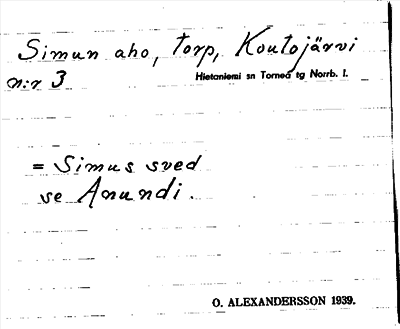 Simun aho, torp, Koutojärvi
n:r 3 Hietaniemi sn Torneå tg Norrb. l.
= Simus sved
se Anundi.
O. ALEXANDERSSON 1939.